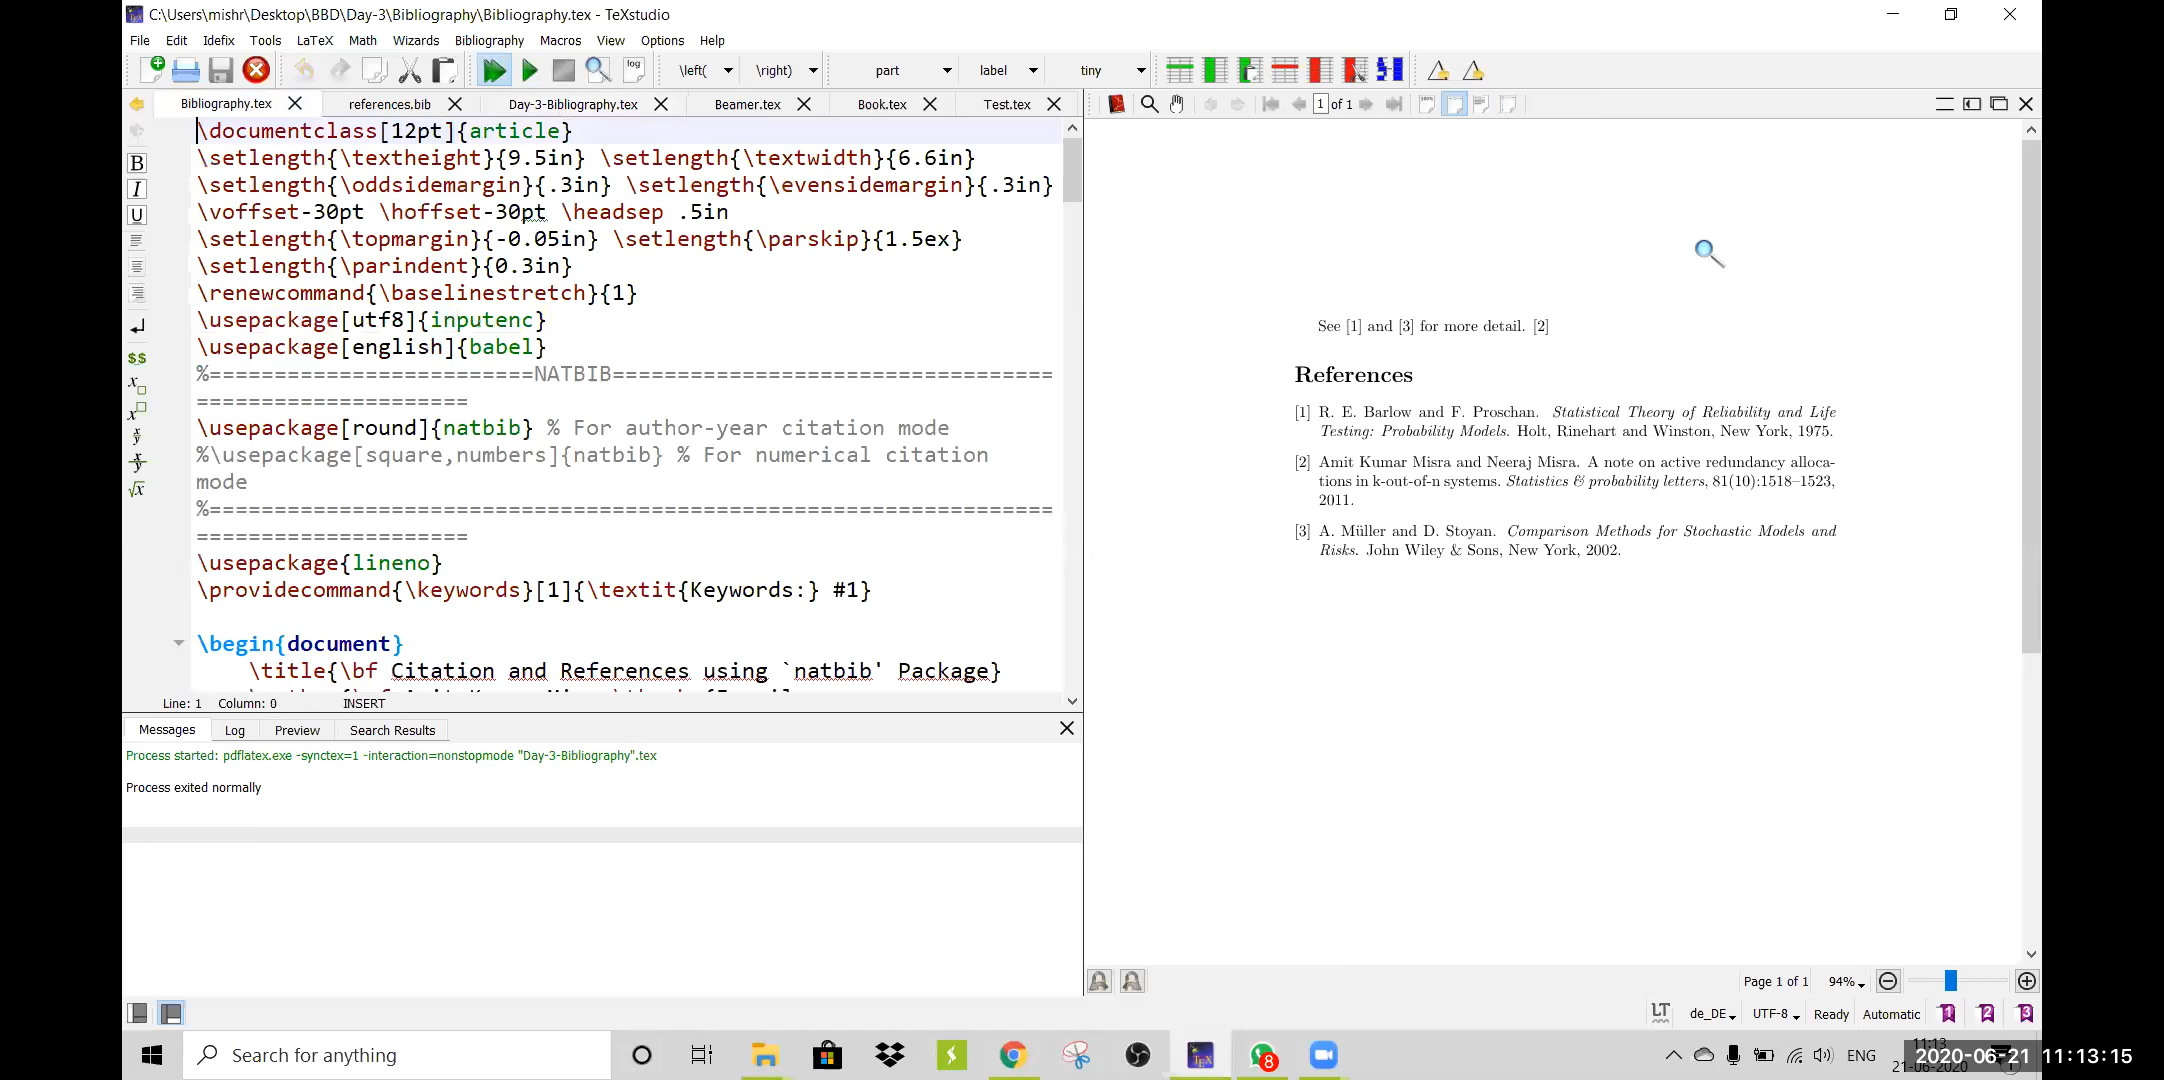 C:\Users\mishr\Desktop\BBD\Day-3\Bibliography\Bibliography.tex - TeXstudio
File Edit Idefix Tools LaTeX Math Wizards Bibliography Macros View Options Help
log \left( \right) part label tiny
Bibliography.tex references.bib Day-3-Bibliography.tex Beamer.tex Book.tex Test.tex
1 of 1
\documentclass[12pt]{article}
\setlength{\textheight}{9.5in} \setlength{\textwidth}{6.6in}
\setlength{\oddsidemargin}{.3in} \setlength{\evensidemargin}{.3in}
\voffset-30pt \hoffset-30pt \headsep .5in
\setlength{\topmargin}{-0.05in} \setlength{\parskip}{1.5ex}
\setlength{\parindent}{0.3in}
\renewcommand{\baselinestretch}{1}
\usepackage[utf8]{inputenc}
\usepackage[english]{babel}
%=========================NATBIB==================================
=====================
\usepackage[round]{natbib} % For author-year citation mode
%\usepackage[square,numbers]{natbib} % For numerical citation
mode
%=================================================================
=====================
\usepackage{lineno}
\providecommand{\keywords}[1]{\textit{Keywords:} #1}
\begin{document}
\title{\bf Citation and References using `natbib' Package}
Line: 1 Column: 0 INSERT
Messages Log Preview Search Results
Process started: pdflatex.exe -synctex=1 -interaction=nonstopmode "Day-3-Bibliography".tex
Process exited normally
See [1] and [3] for more detail. [2]
References
[1] R. E. Barlow and F. Proschan. Statistical Theory of Reliability and Life
Testing: Probability Models. Holt, Rinehart and Winston, New York, 1975.
[2] Amit Kumar Misra and Neeraj Misra. A note on active redundancy alloca-
tions in k-out-of-n systems. Statistics & probability letters, 81(10):1518–1523,
2011.
[3] A. Müller and D. Stoyan. Comparison Methods for Stochastic Models and
Risks. John Wiley & Sons, New York, 2002.
Page 1 of 1 94%
LT de_DE UTF-8 Ready Automatic 1 2 3
Search for anything
8
ENG
11:13
21-06-2020
2020-06-21 11:13:15